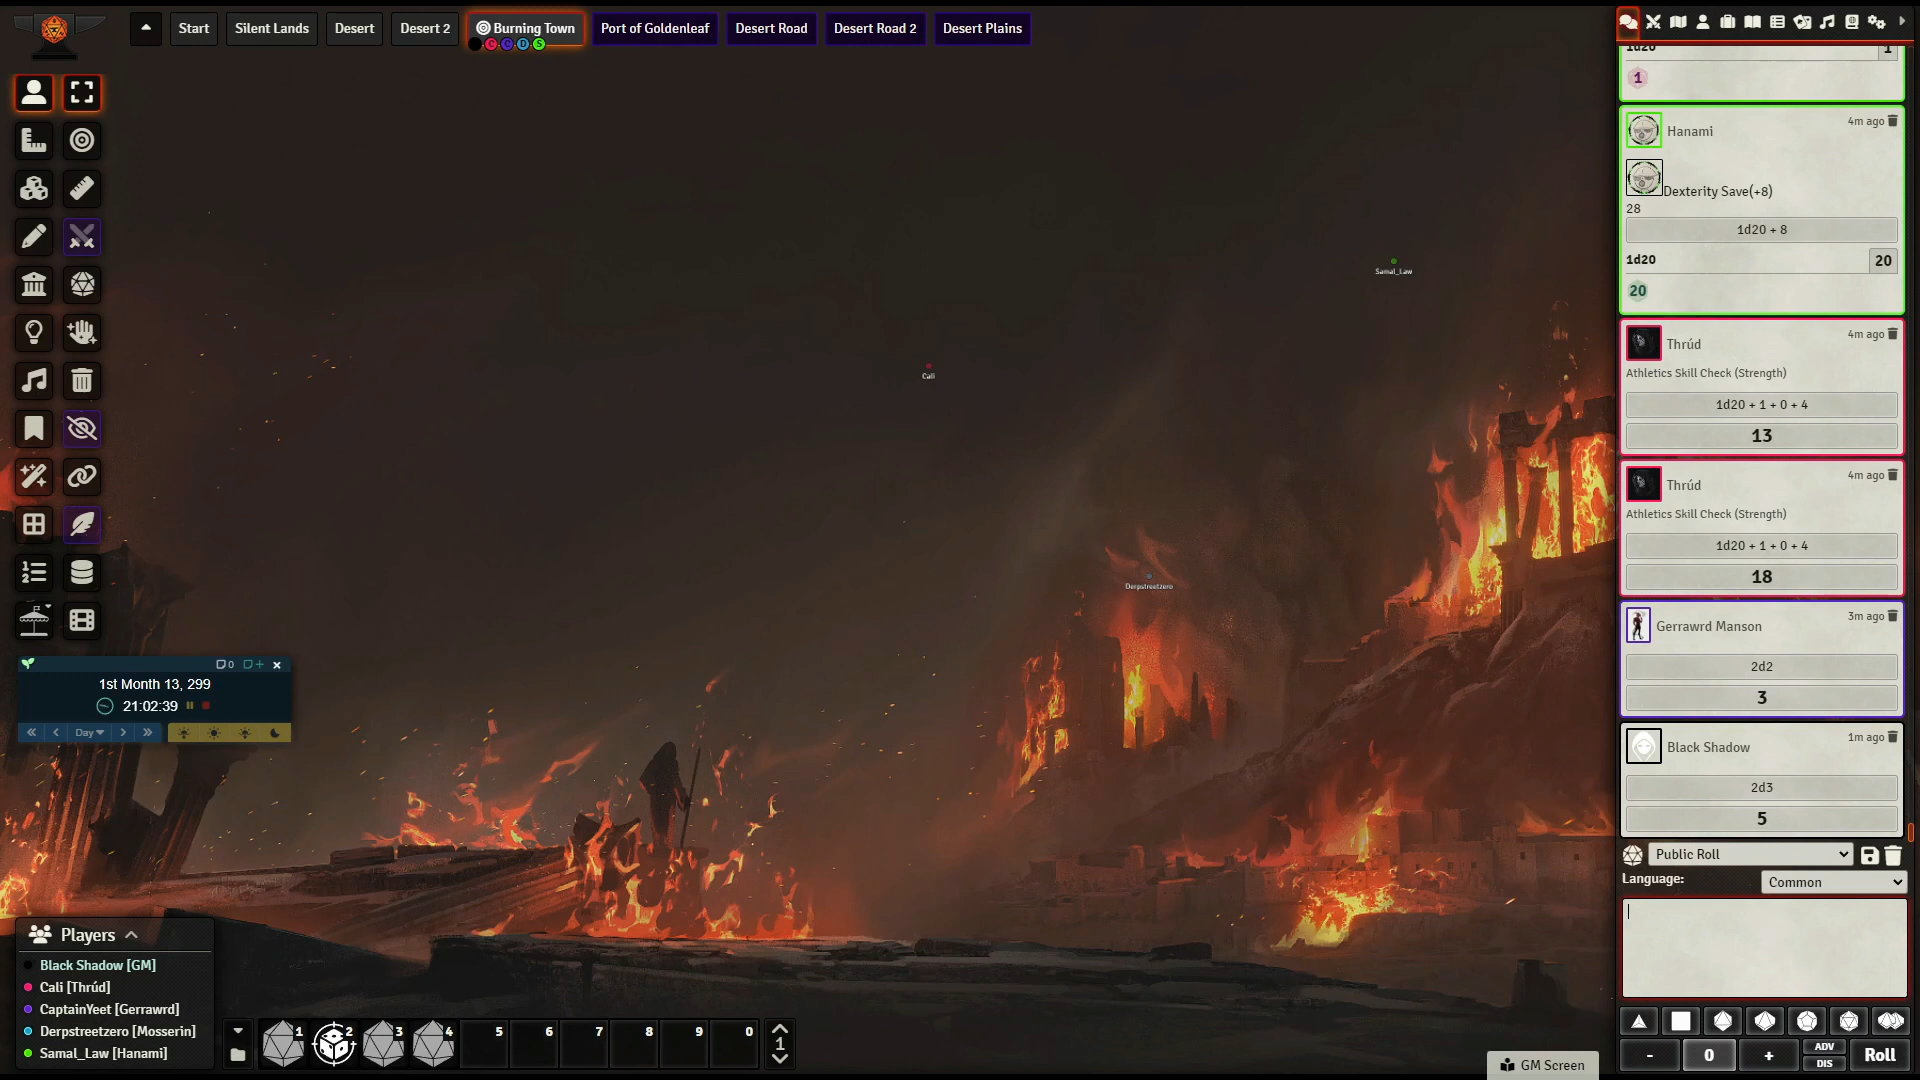 Start
Silent Lands
Desert
Desert 2
Burning Town
C
C
D
S
Port of Goldenleaf
Desert Road
Desert Road 2
Desert Plains
1d20
1
1
Hanami
4m ago
Dexterity Save(+8)
28
1d20 + 8
1d20
20
20
Thrúd
4m ago
Athletics Skill Check (Strength)
1d20 + 1 + 0 + 4
13
Thrúd
4m ago
Athletics Skill Check (Strength)
1d20 + 1 + 0 + 4
18
Gerrawrd Manson
3m ago
2d2
3
Black Shadow
1m ago
2d3
5
Public Roll
Language:
Common
-
0
+
ADV
DIS
Roll
Samal_Law
Cali
Derpstreetzero
0
1st Month 13, 299
21:02:39
Day
Players
Black Shadow [GM]
Cali [Thrúd]
CaptainYeet [Gerrawrd]
Derpstreetzero [Mosserin]
Samal_Law [Hanami]
1
2
3
4
5
6
7
8
9
0
1
GM Screen